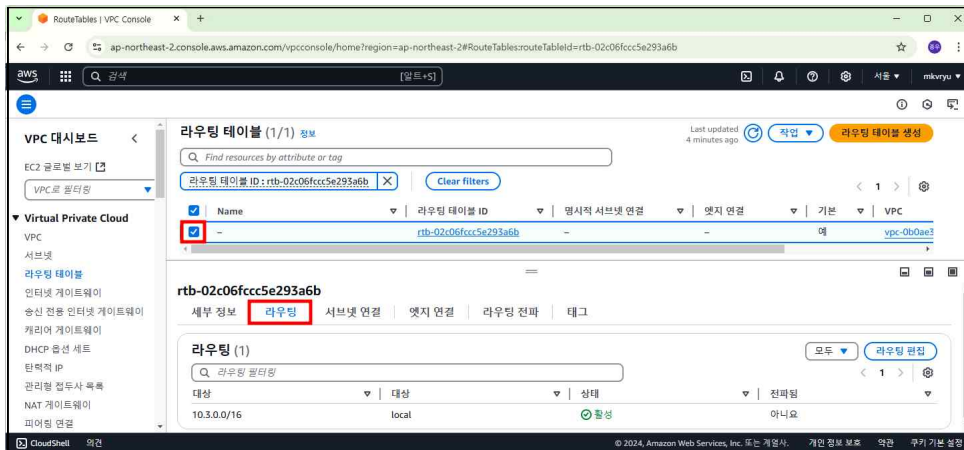 RouteTables | VPC Console
ap-northeast-2.console.aws.amazon.com/vpcconsole/home?region=ap-northeast-2#RouteTables:routeTableId=rtb-02c06fccc5e293a6b
aws 검색 [알트+S] 서울 mkvryu
VPC 대시보드
EC2 글로벌 보기
VPC로 필터링
Virtual Private Cloud
VPC
서브넷
라우팅 테이블
인터넷 게이트웨이
송신 전용 인터넷 게이트웨이
캐리어 게이트웨이
DHCP 옵션 세트
탄력적 IP
관리형 접두사 목록
NAT 게이트웨이
피어링 연결
라우팅 테이블 (1/1) 정보
Last updated
4 minutes ago
작업
라우팅 테이블 생성
Find resources by attribute or tag
라우팅 테이블 ID : rtb-02c06fccc5e293a6b
Clear filters
1
Name 라우팅 테이블 ID 명시적 서브넷 연결 엣지 연결 기본 VPC
– rtb-02c06fccc5e293a6b – – 예 vpc-0b0ae3
rtb-02c06fccc5e293a6b
세부 정보 라우팅 서브넷 연결 엣지 연결 라우팅 전파 태그
라우팅 (1)
모두
라우팅 편집
라우팅 필터링
1
대상 대상 상태 전파됨
10.3.0.0/16 local 활성 아니요
CloudShell 의견 © 2024, Amazon Web Services, Inc. 또는 계열사. 개인 정보 보호 약관 쿠키 기본 설정